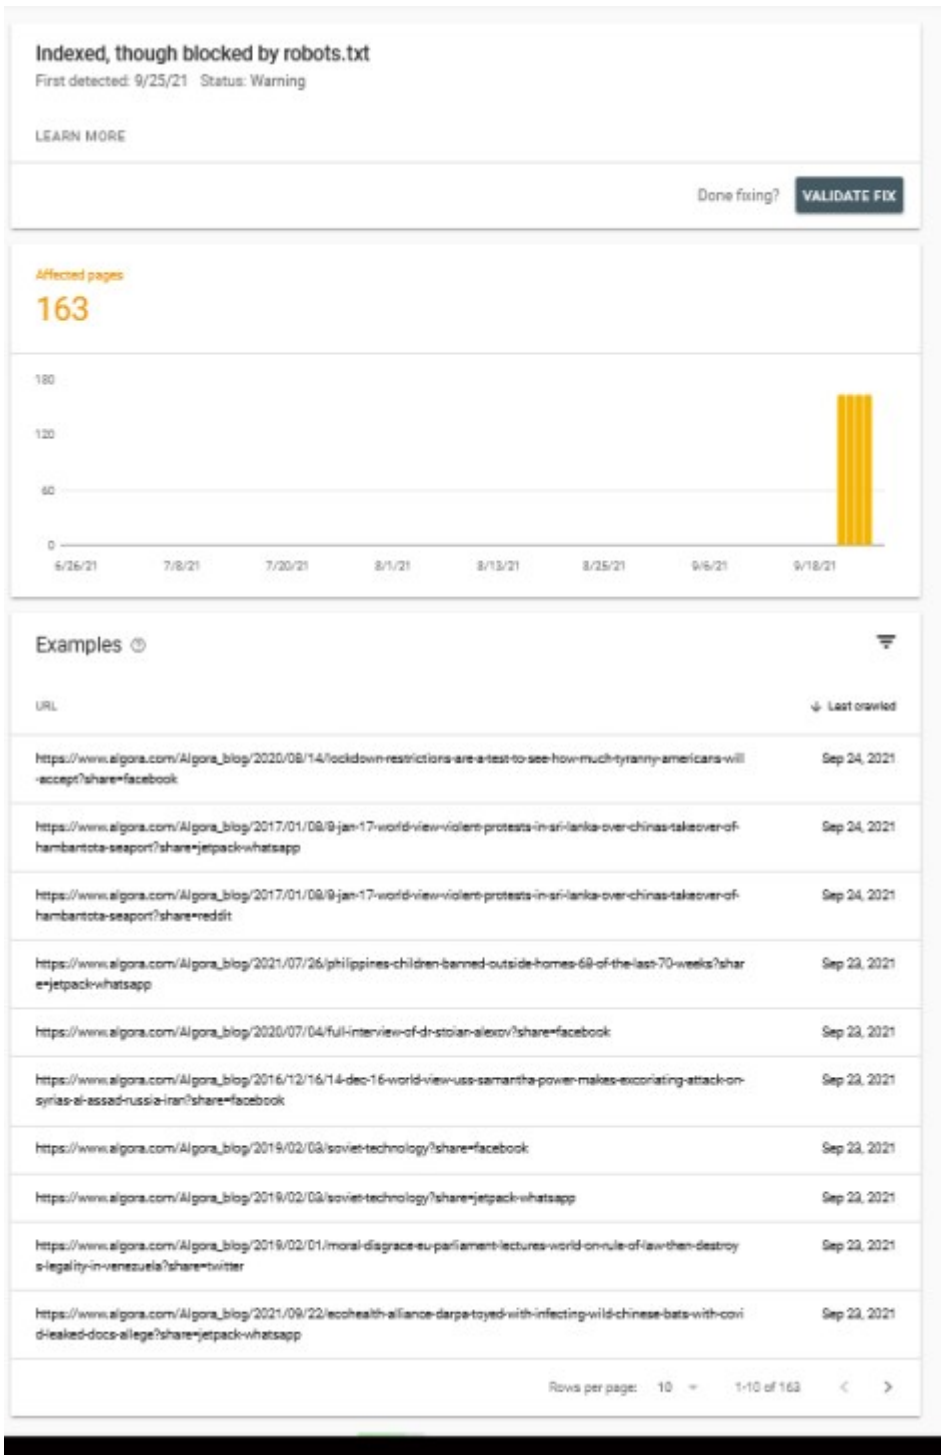 Indexed, though blocked by robots.txt
First detected: 9/25/21 Status: Warning
LEARN MORE
Done fixing? VALIDATE FIX
Affected pages
163
180
120
60
0
6/26/21 7/8/21 7/20/21 8/1/21 8/13/21 8/25/21 9/6/21 9/18/21
Examples
URL Last crawled
https://www.algora.com/Algora_blog/2020/08/14/lockdown-restrictions-are-a-test-to-see-how-much-tyranny-americans-will Sep 24, 2021
-accept?share=facebook
https://www.algora.com/Algora_blog/2017/01/08/9-jan-17-world-view-violent-protests-in-sri-lanka-over-chinas-takeover-of- Sep 24, 2021
hambantota-seaport?share=jetpack-whatsapp
https://www.algora.com/Algora_blog/2017/01/08/9-jan-17-world-view-violent-protests-in-sri-lanka-over-chinas-takeover-of- Sep 24, 2021
hambantota-seaport?share=reddit
https://www.algora.com/Algora_blog/2021/07/26/philippines-children-banned-outside-homes-69-of-the-last-70-weeks?shar Sep 23, 2021
e=jetpack-whatsapp
https://www.algora.com/Algora_blog/2020/07/04/full-interview-of-dr-stoian-alexov?share=facebook Sep 23, 2021
https://www.algora.com/Algora_blog/2016/12/16/14-dec-16-world-view-uss-samantha-power-makes-excoriating-attack-on- Sep 23, 2021
syrias-al-assad-russia-iran?share=facebook
https://www.algora.com/Algora_blog/2019/02/03/soviet-technology?share=facebook Sep 23, 2021
https://www.algora.com/Algora_blog/2019/02/03/soviet-technology?share=jetpack-whatsapp Sep 23, 2021
https://www.algora.com/Algora_blog/2019/02/01/moral-disgrace-eu-parliament-lectures-world-on-rule-of-law-then-destroy Sep 23, 2021
s-legality-in-venezuela?share=twitter
https://www.algora.com/Algora_blog/2021/09/22/ecohealth-alliance-darpa-toyed-with-infecting-wild-chinese-bats-with-covi Sep 23, 2021
d-leaked-docs-allege?share=jetpack-whatsapp
Rows per page: 10 1-10 of 163